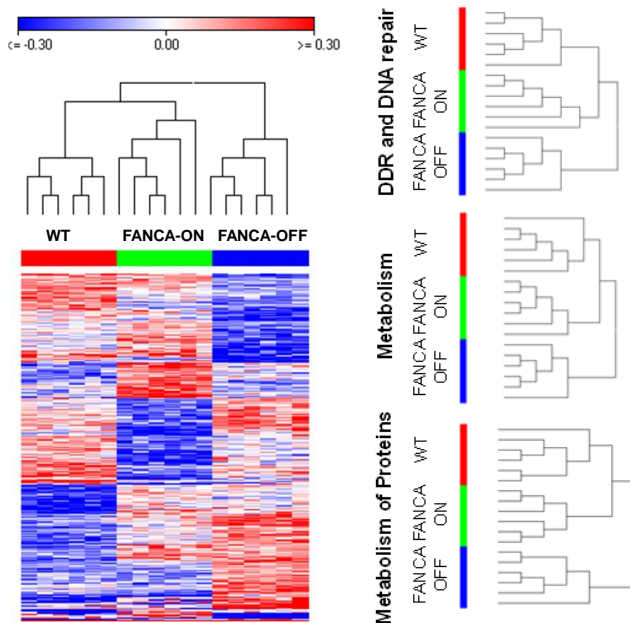 <= -0.30 0.00 >= 0.30
WT FANCA-ON FANCA-OFF
DDR and DNA repair
WT
FANCA
ON
FANCA
OFF
Metabolism
WT
FANCA
ON
FANCA
OFF
Metabolism of Proteins
WT
FANCA
ON
FANCA
OFF